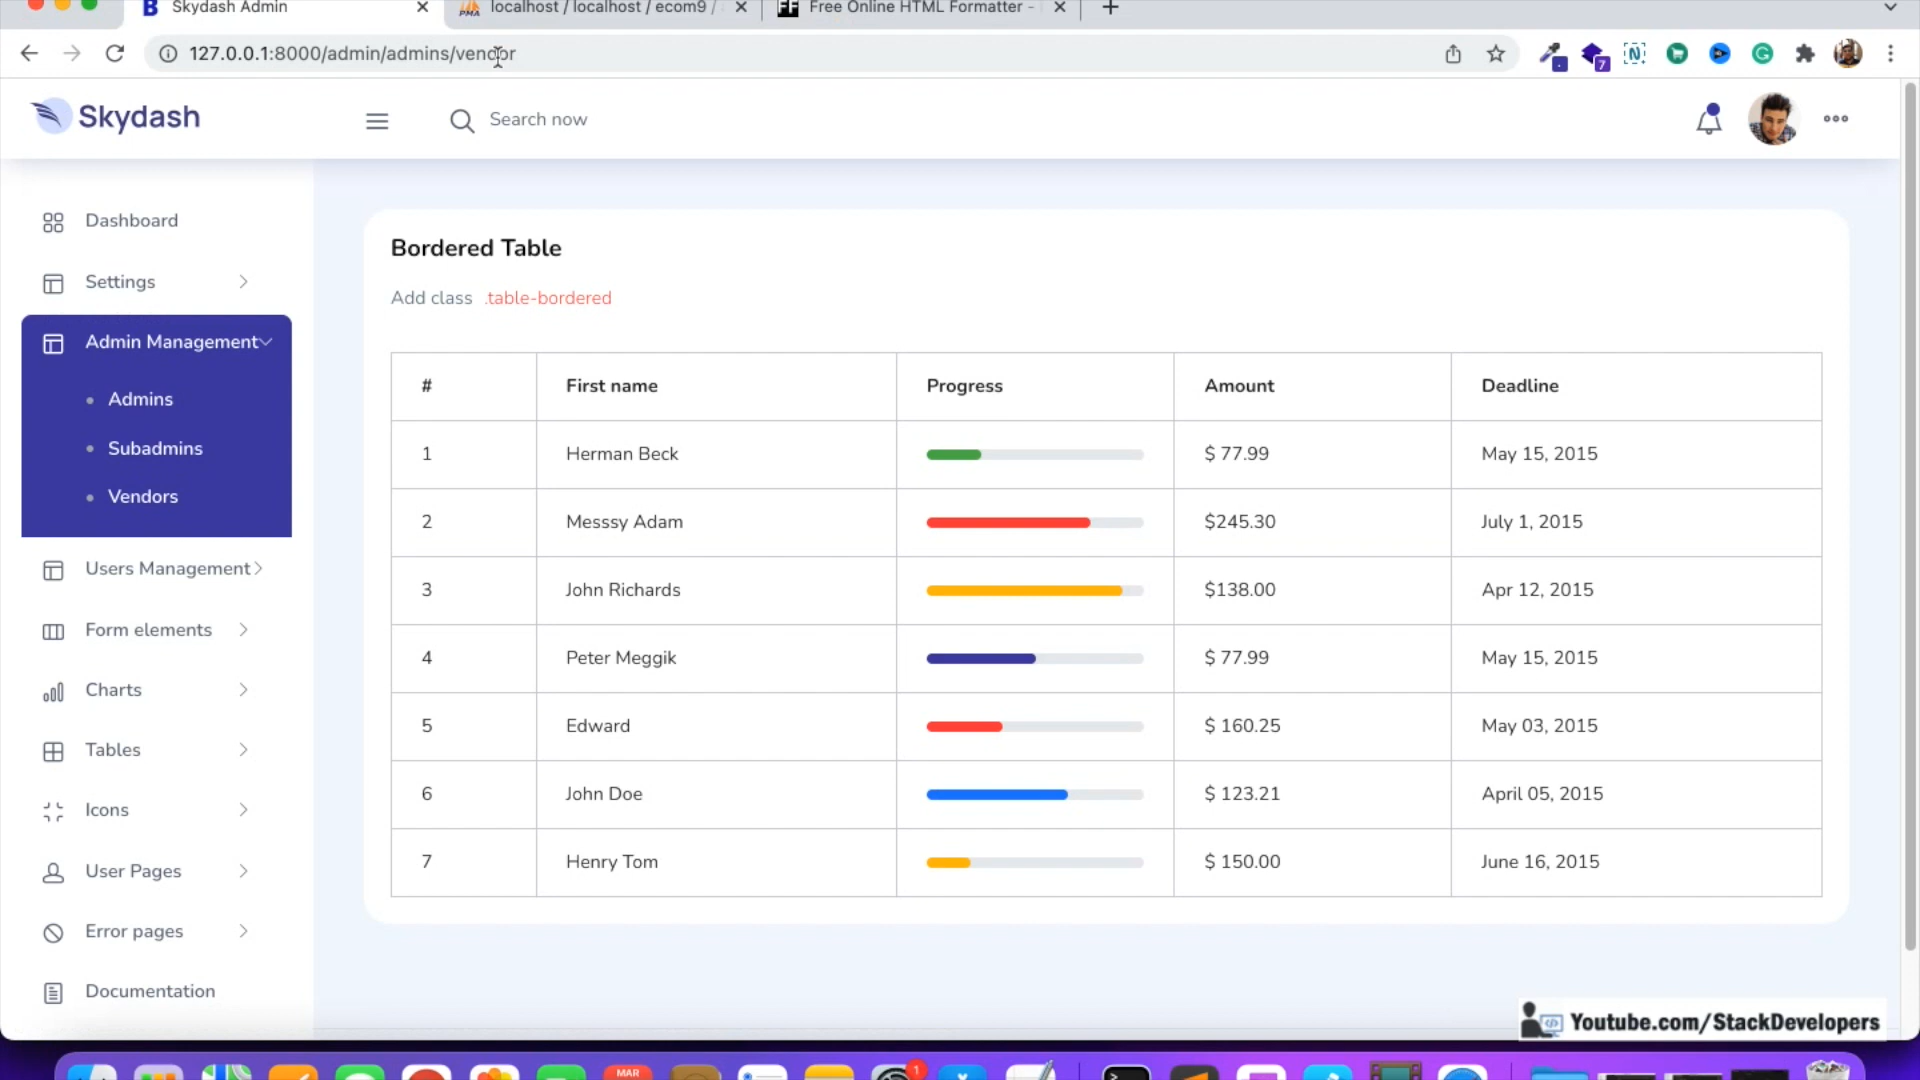 Skydash Admin
localhost / localhost / ecom9 /
Free Online HTML Formatter -
127.0.0.1:8000/admin/admins/vendor
7
Skydash
Search now
Dashboard
Settings
Admin Management
Admins
Subadmins
Vendors
Users Management
Form elements
Charts
Tables
Icons
User Pages
Error pages
Documentation
Bordered Table
Add class .table-bordered
# First name Progress Amount Deadline
1 Herman Beck $ 77.99 May 15, 2015
2 Messsy Adam $245.30 July 1, 2015
3 John Richards $138.00 Apr 12, 2015
4 Peter Meggik $ 77.99 May 15, 2015
5 Edward $ 160.25 May 03, 2015
6 John Doe $ 123.21 April 05, 2015
7 Henry Tom $ 150.00 June 16, 2015
Youtube.com/StackDevelopers
MAR
1